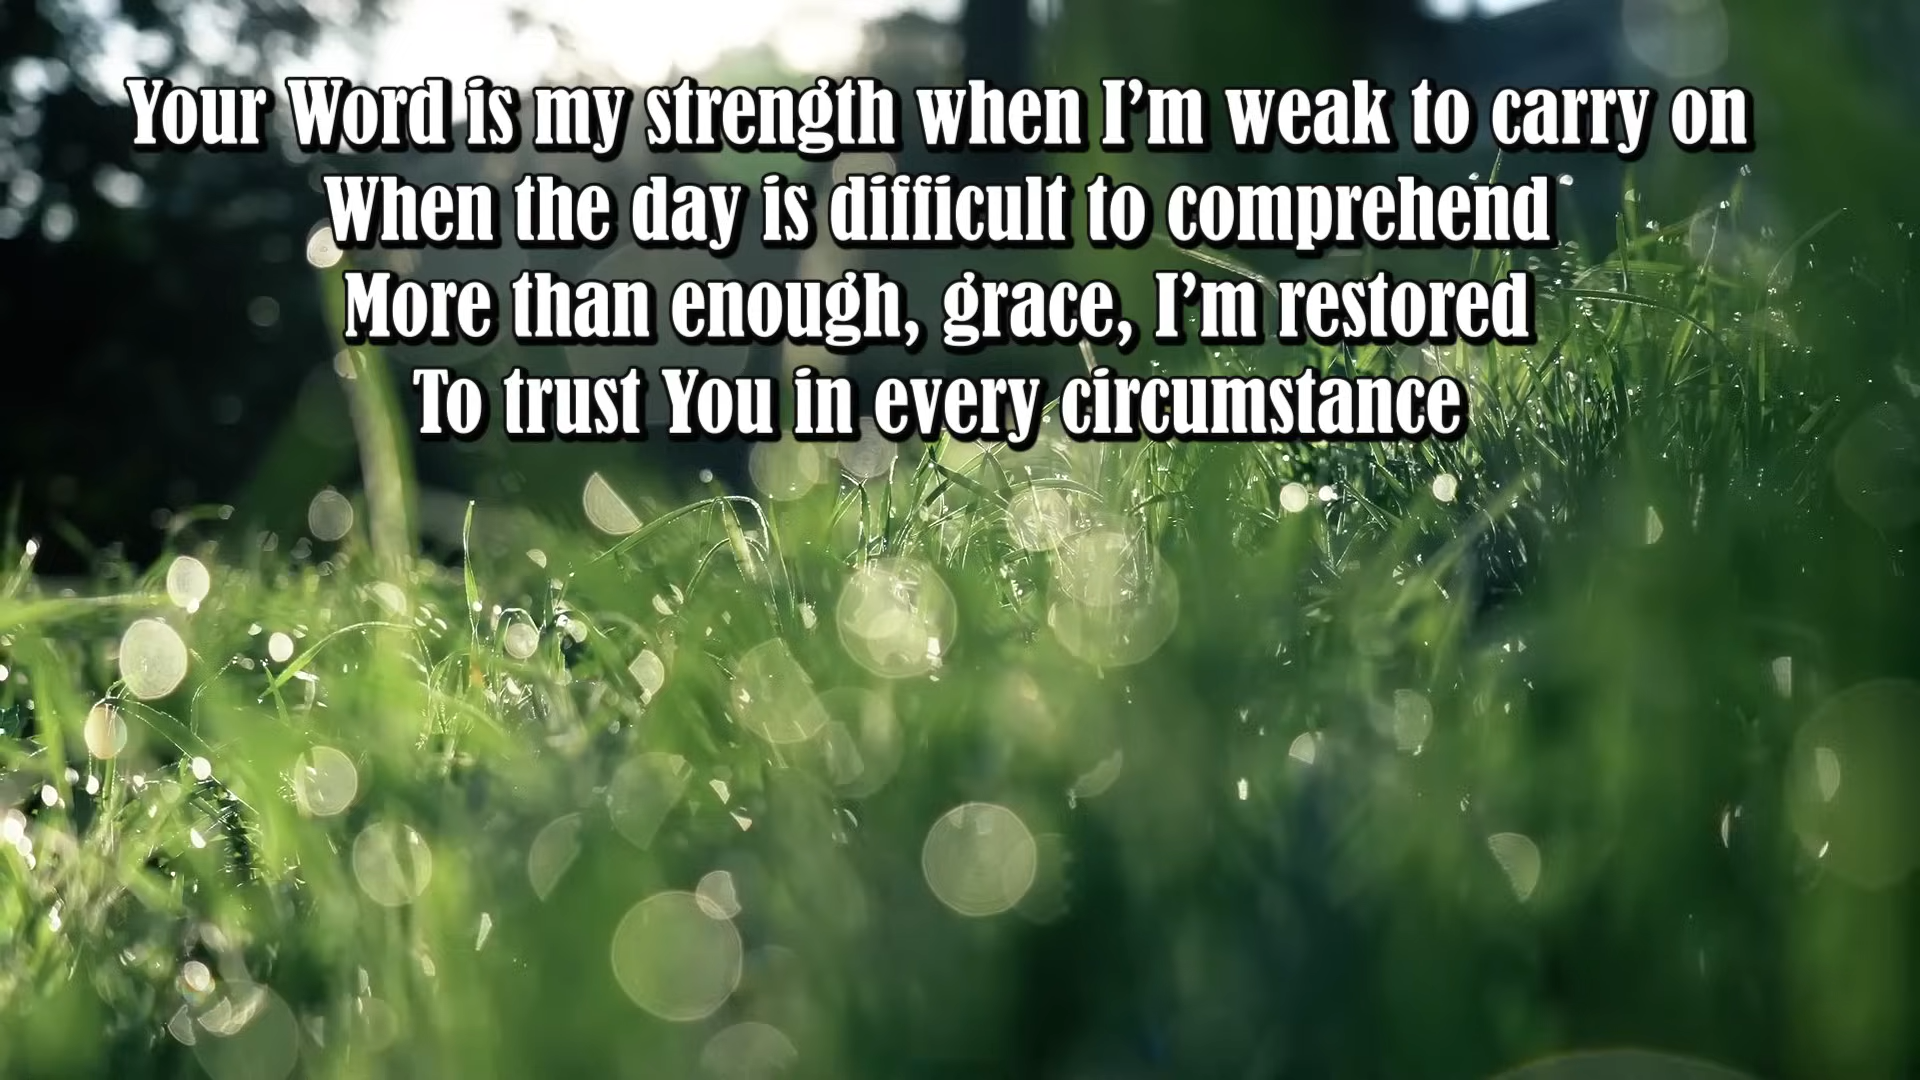 Your Word is my strength when I’m weak to carry on
When the day is difficult to comprehend
More than enough, grace, I’m restored
To trust You in every circumstance